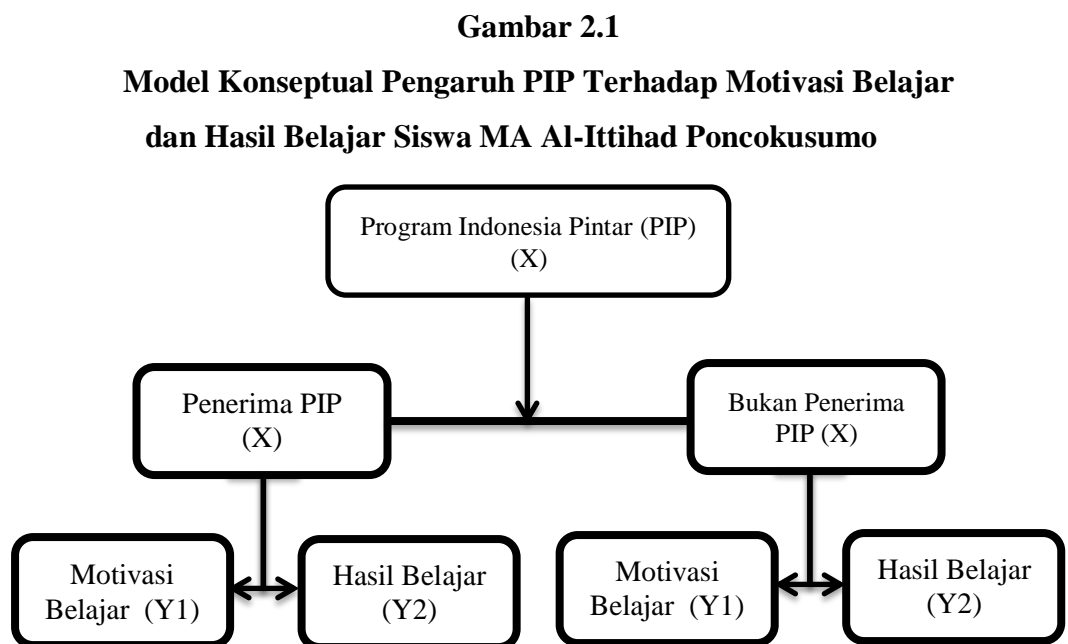 Gambar 2.1
Model Konseptual Pengaruh PIP Terhadap Motivasi Belajar
dan Hasil Belajar Siswa MA Al-Ittihad Poncokusumo
Program Indonesia Pintar (PIP)
(X)
Penerima PIP
(X)
Bukan Penerima
PIP (X)
Motivasi
Belajar (Y1)
Hasil Belajar
(Y2)
Motivasi
Belajar (Y1)
Hasil Belajar
(Y2)